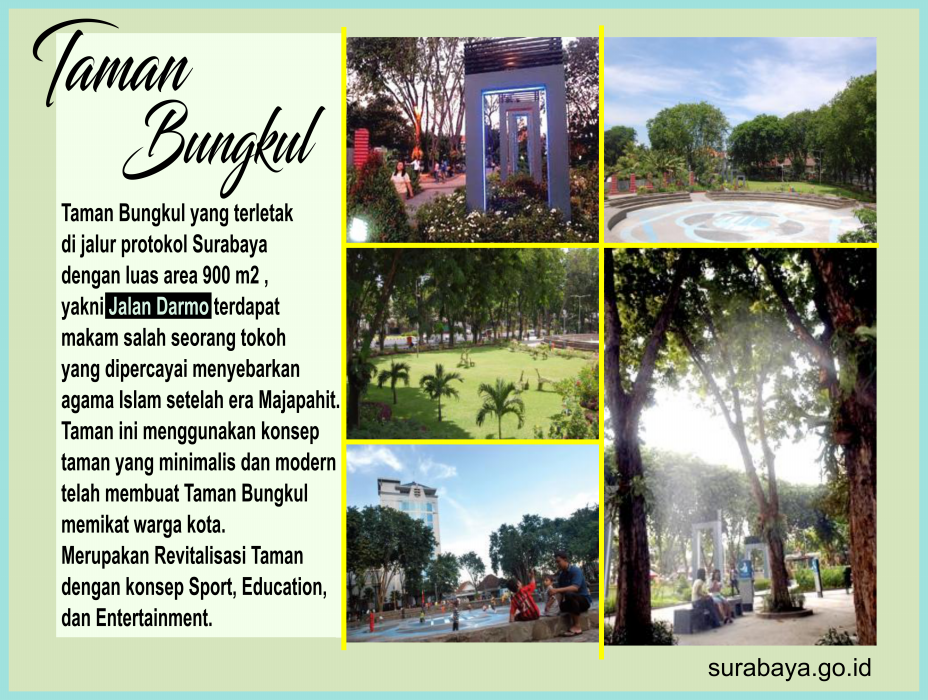 Taman
Bungkul
Taman Bungkul yang terletak
di jalur protokol Surabaya
dengan luas area 900 m2 ,
yakni Jalan Darmo terdapat
makam salah seorang tokoh
yang dipercayai menyebarkan
agama Islam setelah era Majapahit.
Taman ini menggunakan konsep
taman yang minimalis dan modern
telah membuat Taman Bungkul
memikat warga kota.
Merupakan Revitalisasi Taman
dengan konsep Sport, Education,
dan Entertainment.
surabaya.go.id